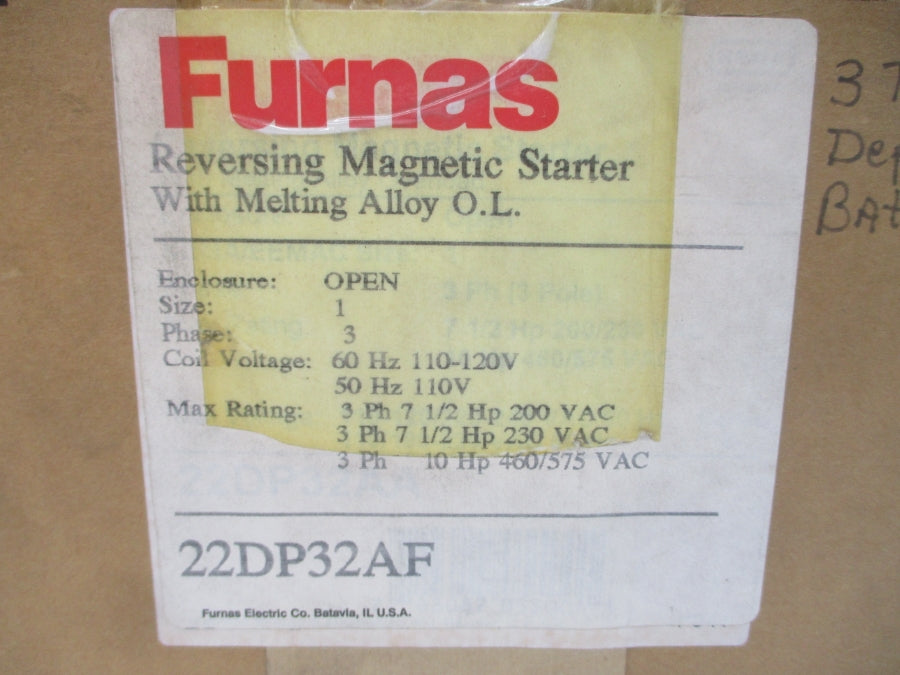 Furnas
Reversing Magnetic Starter
With Melting Alloy O.L.
Enclosure: OPEN
Size: 1
Phase: 3
Coil Voltage: 60 Hz 110-120V
50 Hz 110V
Max Rating: 3 Ph 7 1/2 Hp 200 VAC
3 Ph 7 1/2 Hp 230 VAC
3 Ph 10 Hp 460/575 VAC
22DP32AF
Furnas Electric Co. Batavia, IL U.S.A.
3